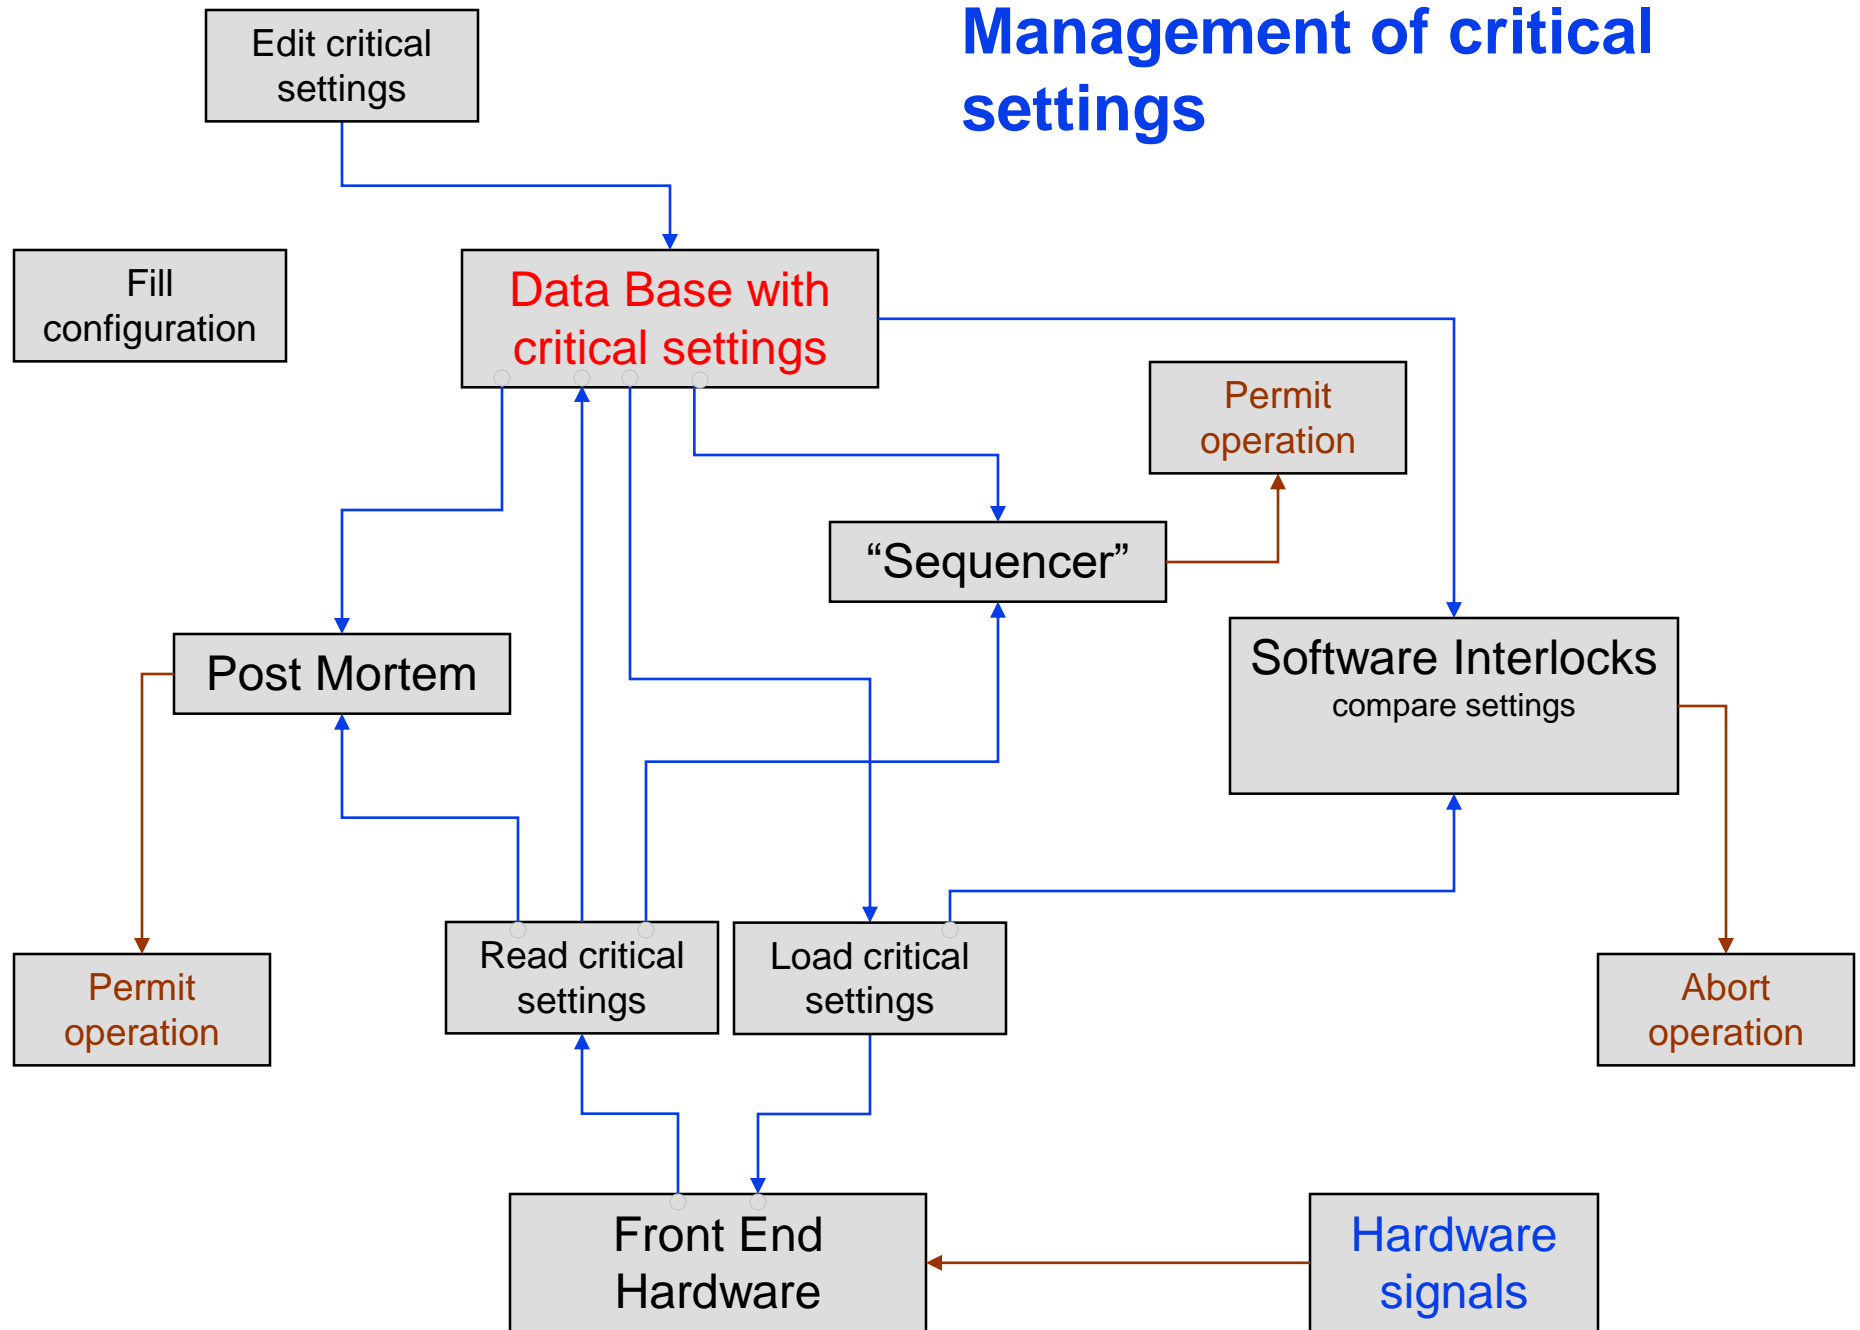 Management of critical
settings
Edit critical
settings
Fill
configuration
Data Base with
critical settings
Permit
operation
“Sequencer”
Post Mortem
Software Interlocks
compare settings
Read critical
settings
Load critical
settings
Permit
operation
Abort
operation
Front End
Hardware
Hardware
signals